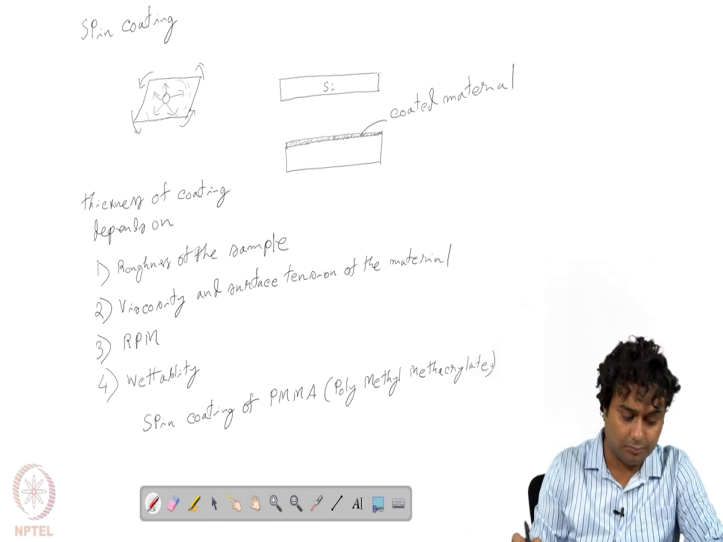 Spin coating
Si
coated material
thickness of coating
depends on
1) Roughness of the sample
2) Viscosity and surface tension of the material
3) RPM
4) Wettability
Spin coating of PMMA (Poly Methyl Methacrylate)
A
NPTEL